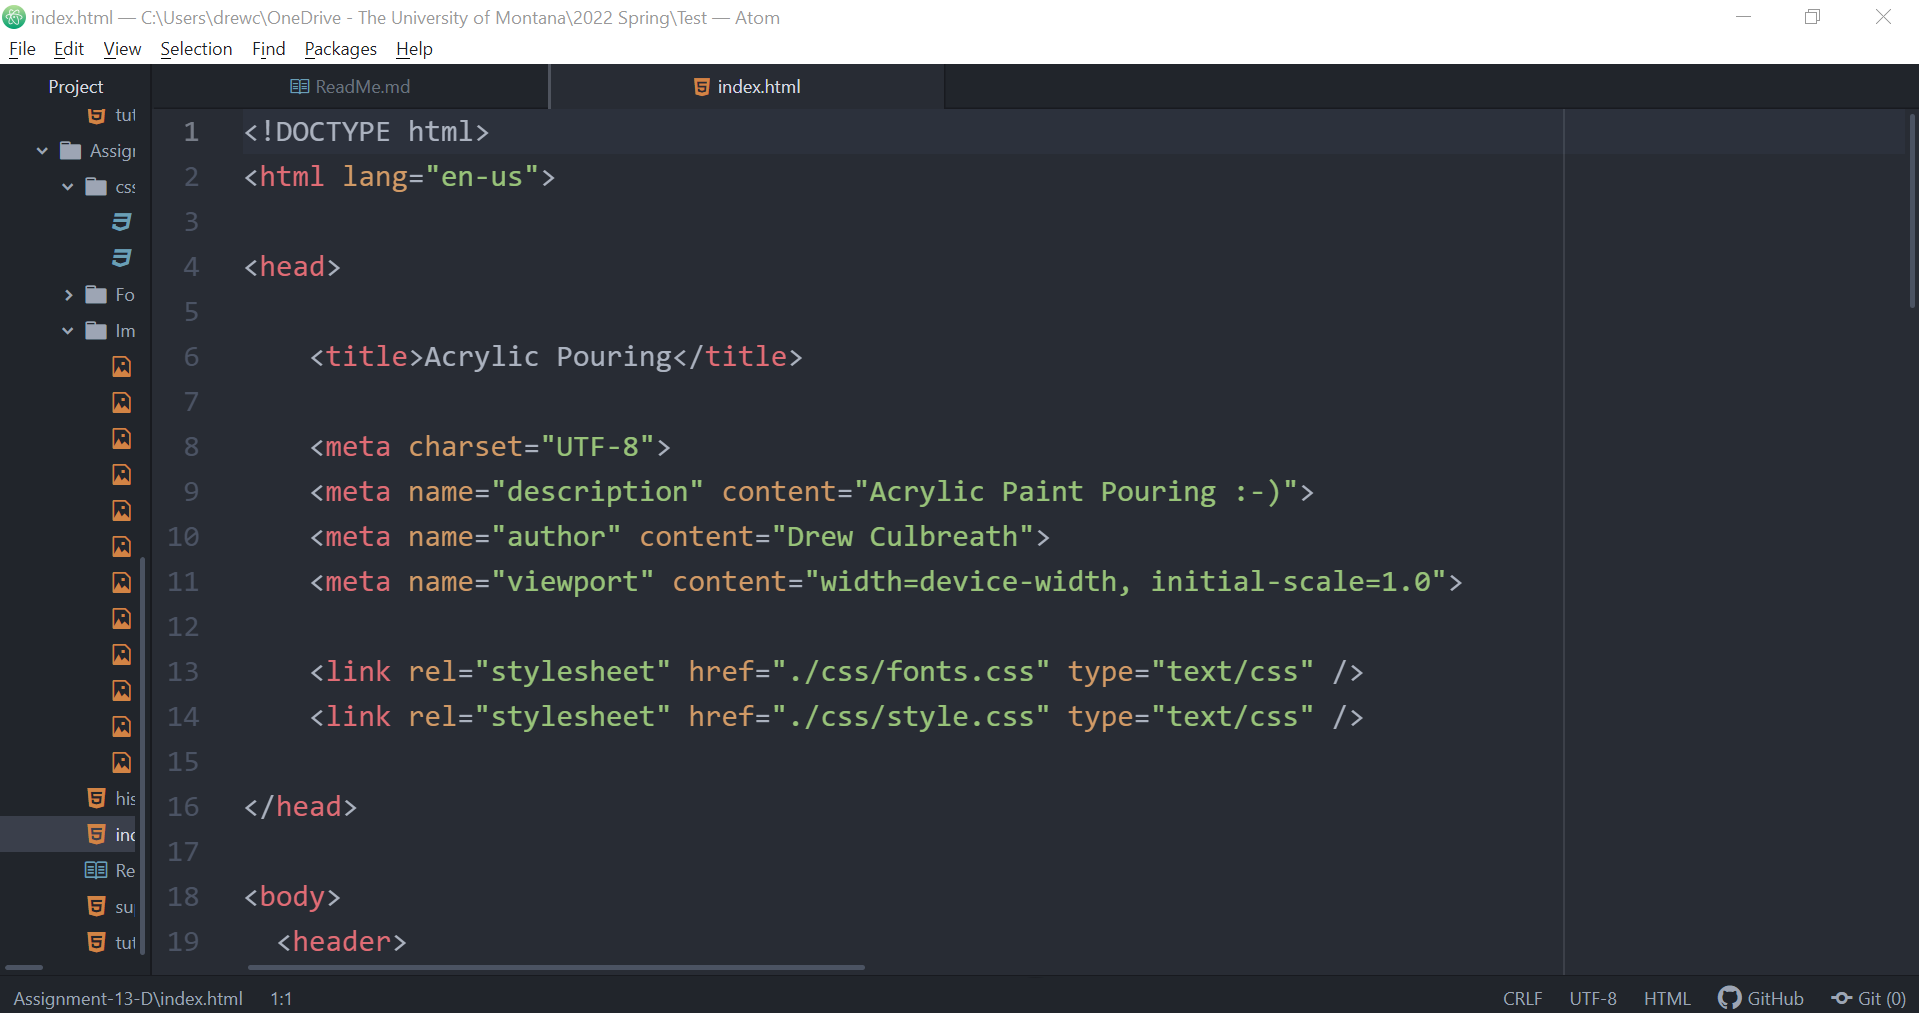 index.html — C:\Users\drewc\OneDrive - The University of Montana\2022 Spring\Test — Atom
File Edit View Selection Find Packages Help
Project
ReadMe.md
index.html
tut
Assig
css
Fo
Im
his
ind
Re
su
tut
1 <!DOCTYPE html>
2 <html lang="en-us">
3
4 <head>
5
6 <title>Acrylic Pouring</title>
7
8 <meta charset="UTF-8">
9 <meta name="description" content="Acrylic Paint Pouring :-)">
10 <meta name="author" content="Drew Culbreath">
11 <meta name="viewport" content="width=device-width, initial-scale=1.0">
12
13 <link rel="stylesheet" href="./css/fonts.css" type="text/css" />
14 <link rel="stylesheet" href="./css/style.css" type="text/css" />
15
16 </head>
17
18 <body>
19 <header>
Assignment-13-D\index.html 1:1 CRLF UTF-8 HTML GitHub Git (0)